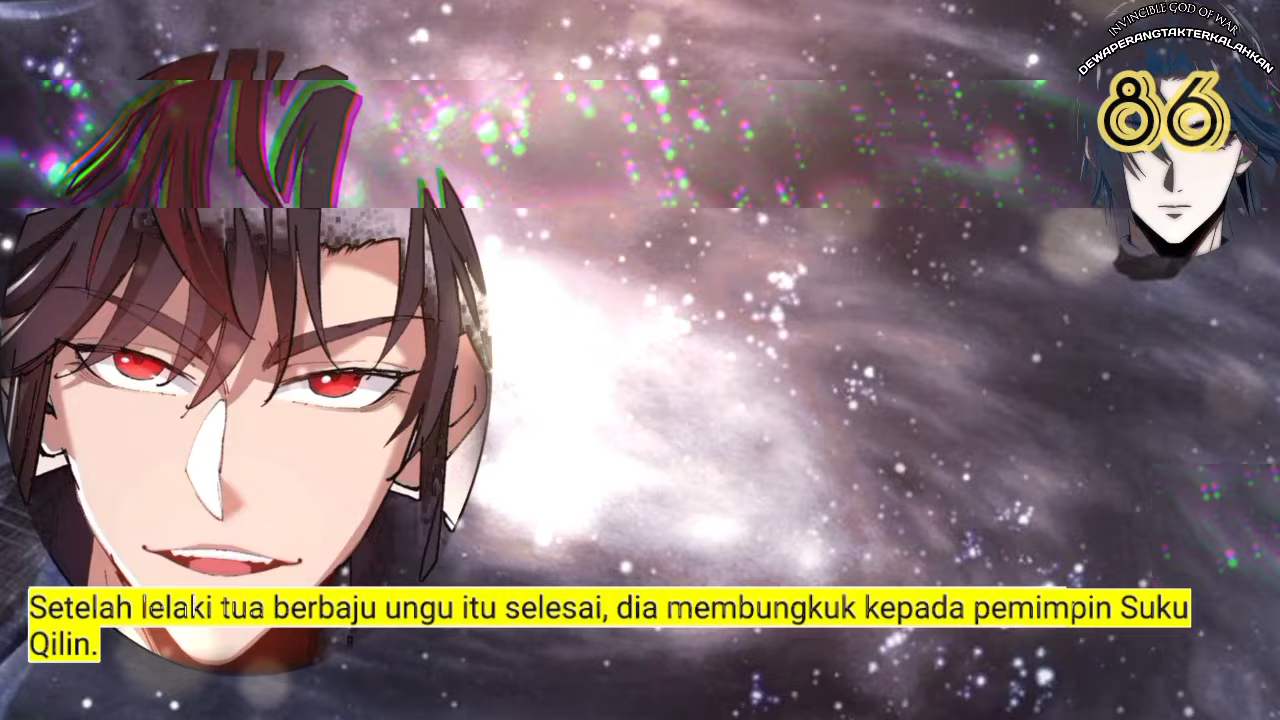 INVINCIBLE GOD OF WAR
DEWAPERANGTAKTERKALAHKAN
86
Setelah lelaki tua berbaju ungu itu selesai, dia membungkuk kepada pemimpin Suku
Qilin.